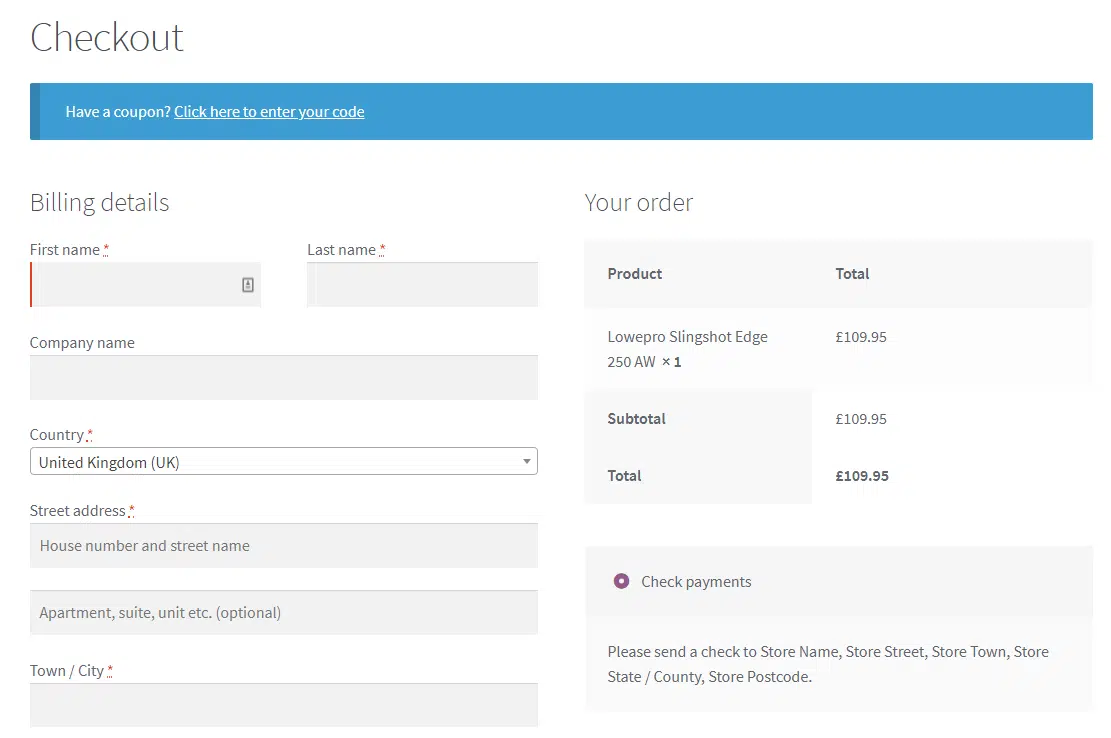 Checkout
Have a coupon? Click here to enter your code
Billing details
First name *
Last name *
Company name
Country *
United Kingdom (UK)
Street address *
House number and street name
Apartment, suite, unit etc. (optional)
Town / City *
Your order
Product Total
Lowepro Slingshot Edge £109.95
250 AW × 1
Subtotal £109.95
Total £109.95
Check payments
Please send a check to Store Name, Store Street, Store Town, Store
State / County, Store Postcode.